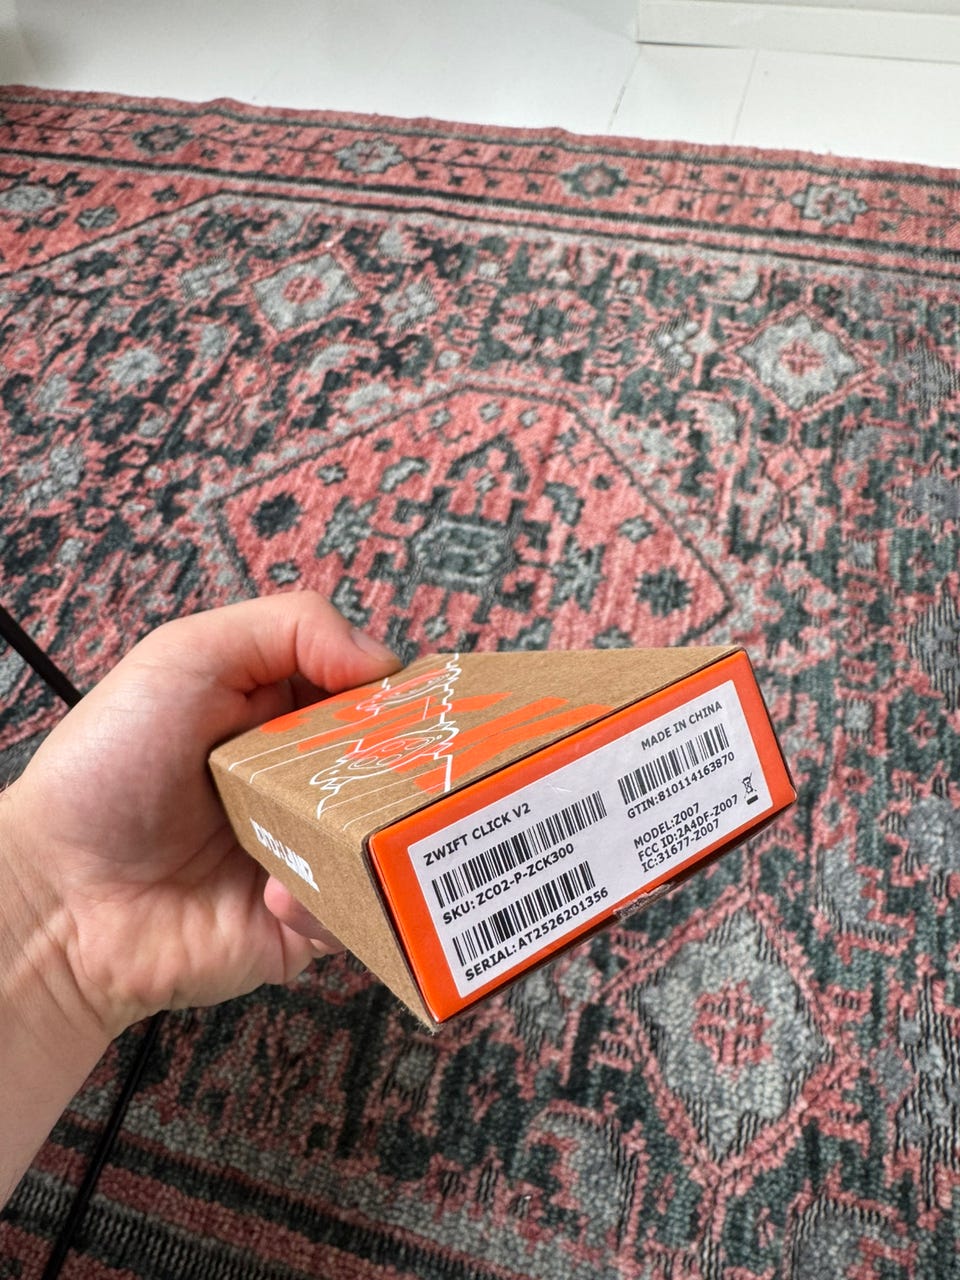 ZWIFT CLICK V2
SKU: ZC02-P-ZCK300
SERIAL: AT2526201356
MADE IN CHINA
GTIN:810114163870
MODEL:Z007
FCC ID:2A4DF-Z007
IC:31677-Z007